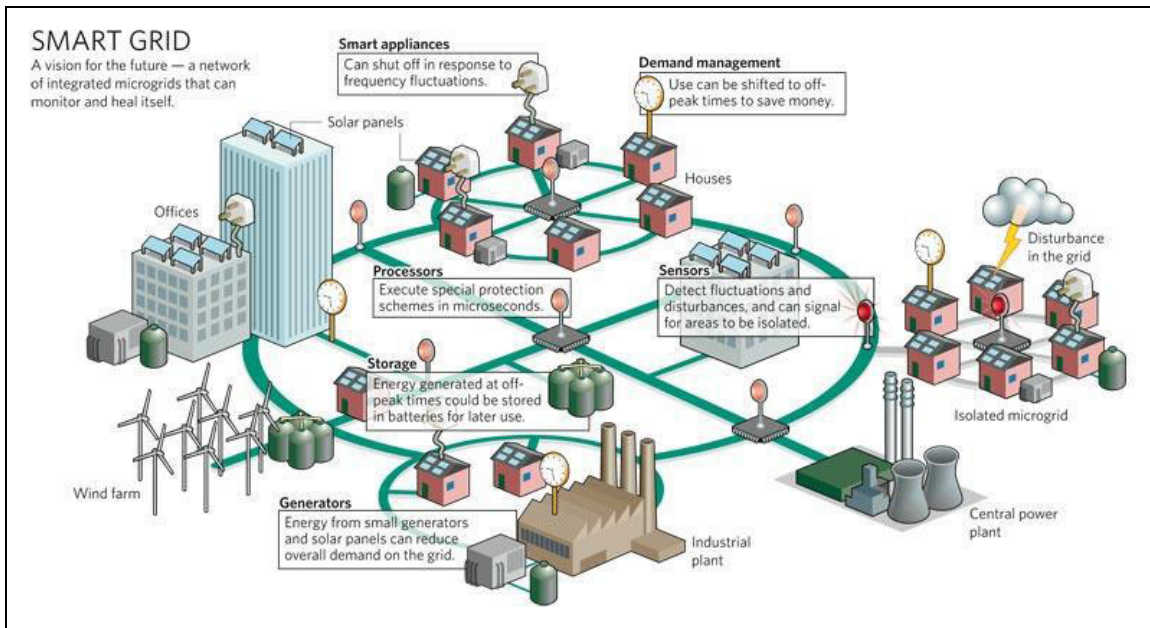 SMART GRID
A vision for the future — a network
of integrated microgrids that can
monitor and heal itself.
Smart appliances
Can shut off in response to
frequency fluctuations.
Demand management
Use can be shifted to off-
peak times to save money.
Solar panels
Houses
Offices
Disturbance
in the grid
Processors
Execute special protection
schemes in microseconds.
Sensors
Detect fluctuations and
disturbances, and can signal
for areas to be isolated.
Storage
Energy generated at off-
peak times could be stored
in batteries for later use.
Isolated microgrid
Wind farm
Generators
Energy from small generators
and solar panels can reduce
overall demand on the grid.
Industrial
plant
Central power
plant